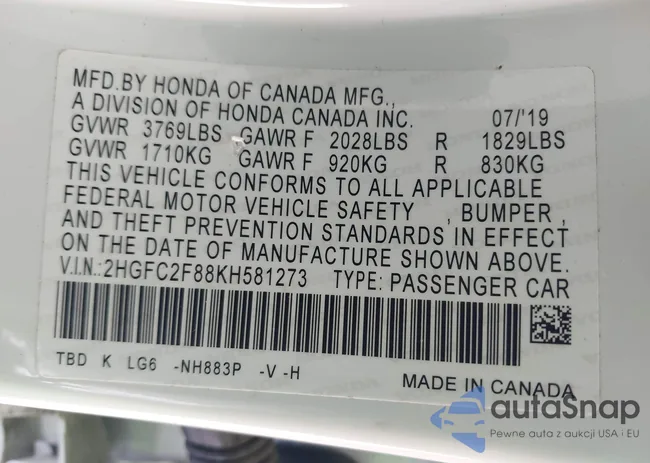 MFD.BY HONDA OF CANADA MFG.,
A DIVISION OF HONDA CANADA INC. 07/'19
GVWR 3769LBS GAWR F 2028LBS R 1829LBS
GVWR 1710KG GAWR F 920KG R 830KG
THIS VEHICLE CONFORMS TO ALL APPLICABLE
FEDERAL MOTOR VEHICLE SAFETY , BUMPER ,
AND THEFT PREVENTION STANDARDS IN EFFECT
ON THE DATE OF MANUFACTURE SHOWN ABOVE.
V.I.N.:2HGFC2F88KH581273 TYPE: PASSENGER CAR
TBD K LG6 -NH883P -V -H
MADE IN CANADA
autaSnap
Pewne auta z aukcji USA i EU